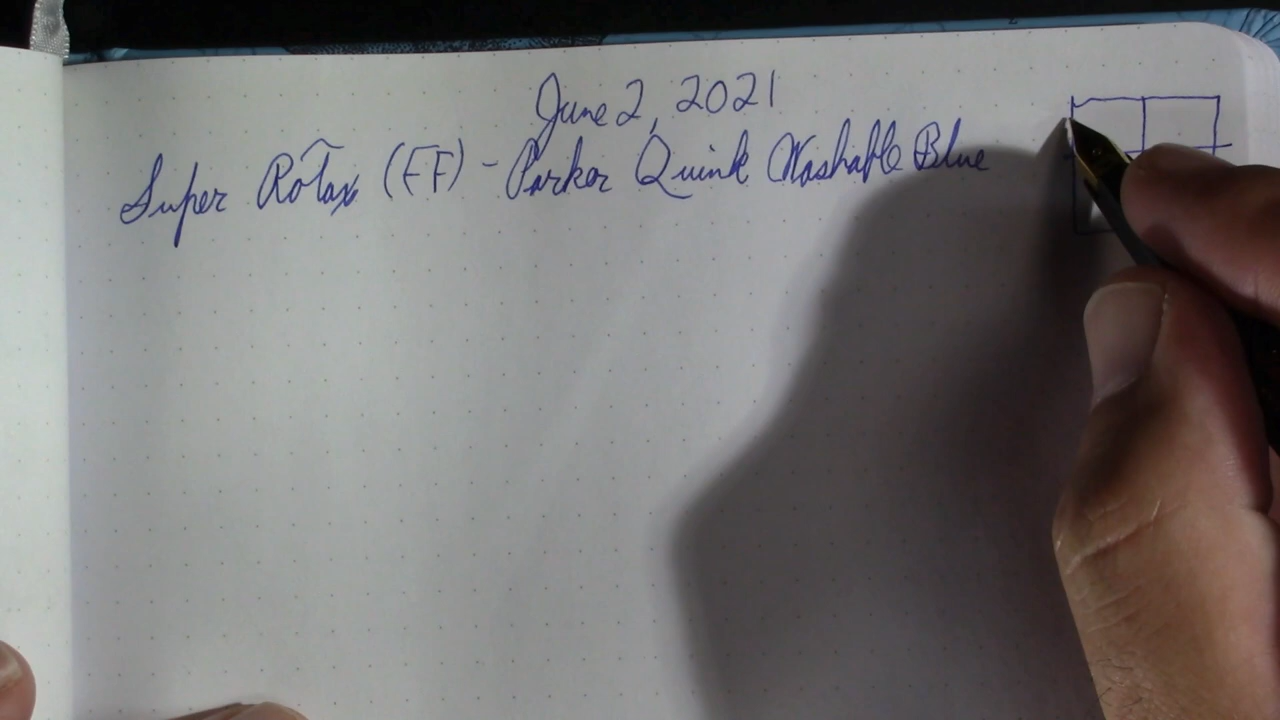 June 2, 2021
Super Rotax (EF) - Parker Quink Washable Blue